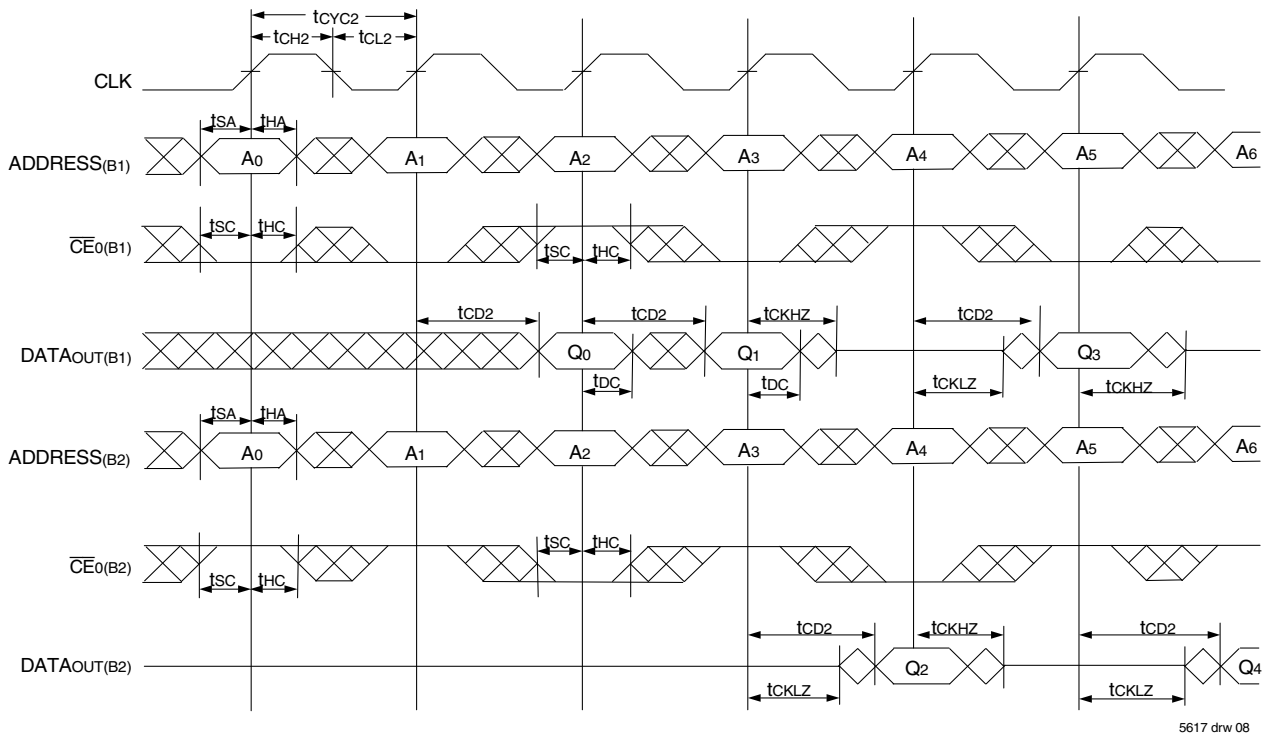 tCYC2
tCH2 tCL2
CLK
tSA tHA
ADDRESS(B1) A0 A1 A2 A3 A4 A5 A6
tSC tHC
CE0(B1)
tSC tHC
tCD2 tCD2 tCKHZ tCD2
DATAOUT(B1) Q0 Q1 Q3
tDC tDC tCKLZ tCKHZ
tSA tHA
ADDRESS(B2) A0 A1 A2 A3 A4 A5 A6
tSC tHC
CE0(B2)
tSC tHC
tCD2 tCKHZ tCD2
DATAOUT(B2) Q2 Q4
tCKLZ tCKLZ
5617 drw 08